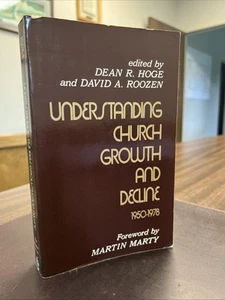 edited by
DEAN R. HOGE
and DAVID A. ROOZEN
UNDERSTANDING
CHURCH
GROWTH
AND
DECLINE
1950-1978
Foreword by
MARTIN MARTY